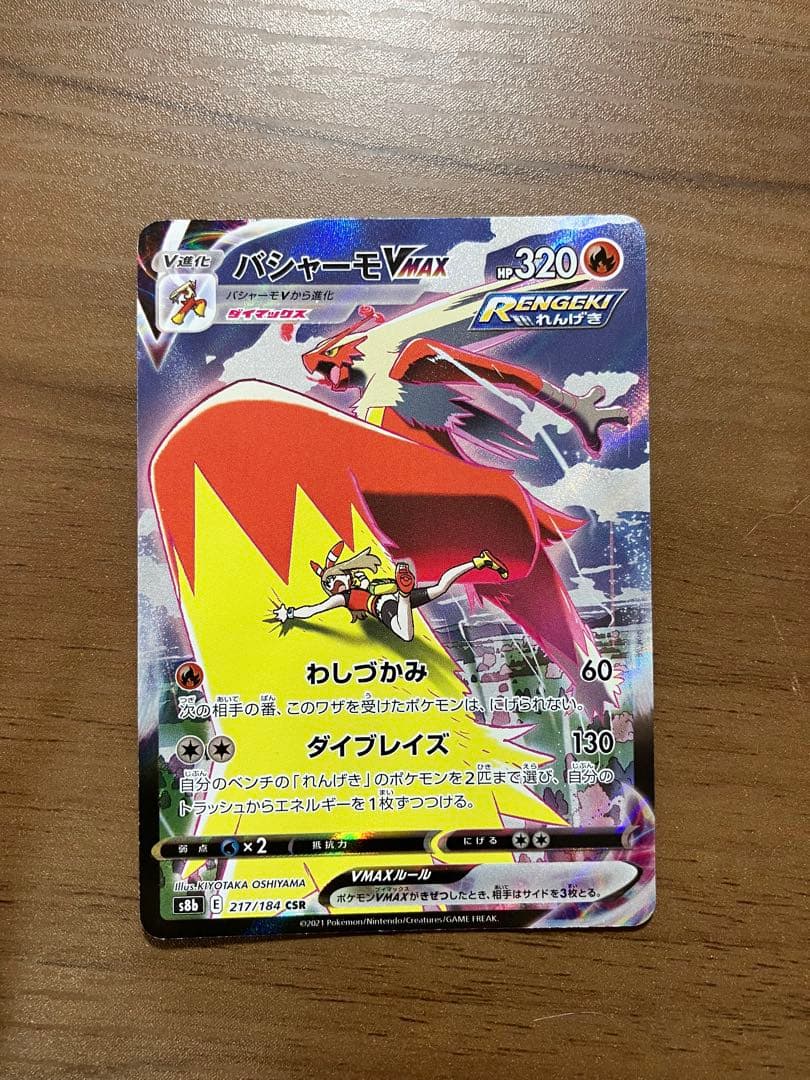 V進化
バシャーモVMAX
HP 320
バシャーモVから進化
ダイマックス
RENGEKI
れんげき
わしづかみ 60
次の相手の番、このワザを受けたポケモンは、にげられない。
ダイブレイズ 130
自分のベンチの「れんげき」のポケモンを2匹まで選び、自分の
トラッシュからエネルギーを1枚ずつつける。
弱点 ×2 抵抗力 にげる
VMAXルール
ポケモンVMAXがきぜつしたとき、相手はサイドを3枚とる。
Illus. KIYOTAKA OSHIYAMA
s8b E 217/184 CSR
©2021 Pokémon/Nintendo/Creatures/GAME FREAK.